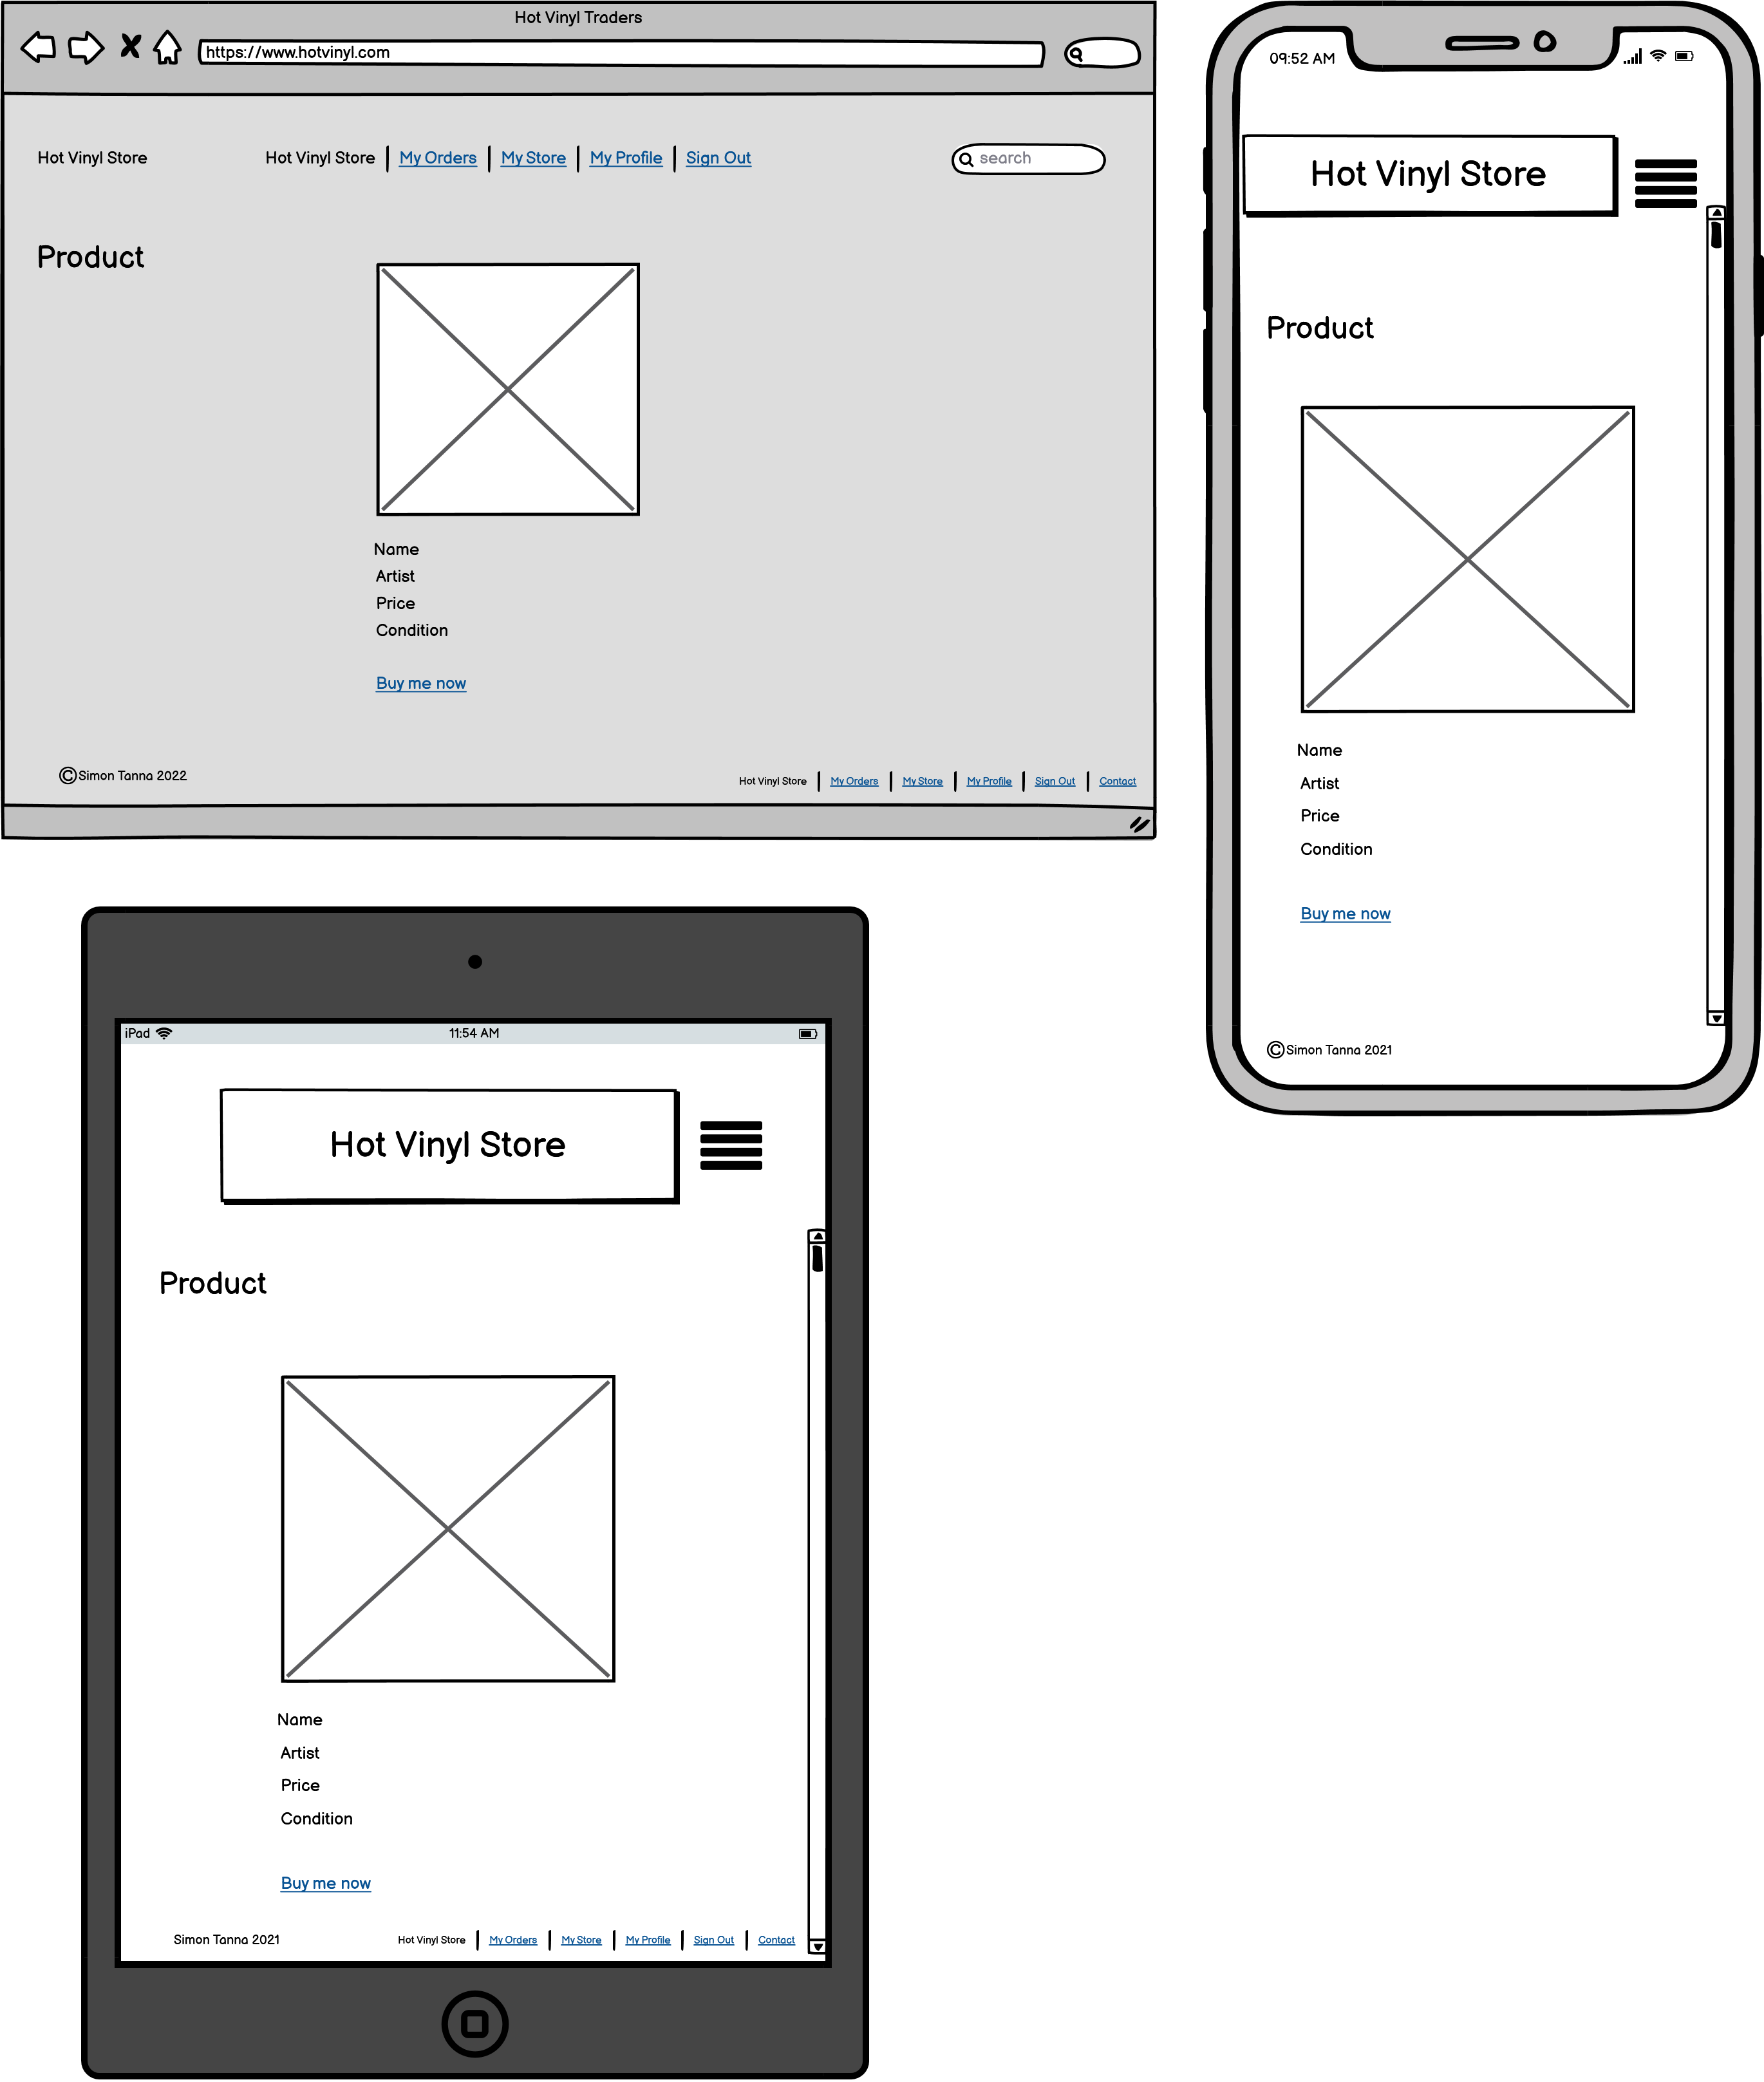 Hot Vinyl Traders
https://www.hotvinyl.com
Hot Vinyl Store
Hot Vinyl Store My Orders My Store My Profile Sign Out
search
Product
Name
Artist
Price
Condition
Buy me now
©Simon Tanna 2022
Hot Vinyl Store My Orders My Store My Profile Sign Out Contact
09:52 AM
Hot Vinyl Store
Product
Name
Artist
Price
Condition
Buy me now
©Simon Tanna 2021
iPad 11:54 AM
Hot Vinyl Store
Product
Name
Artist
Price
Condition
Buy me now
Simon Tanna 2021
Hot Vinyl Store My Orders My Store My Profile Sign Out Contact